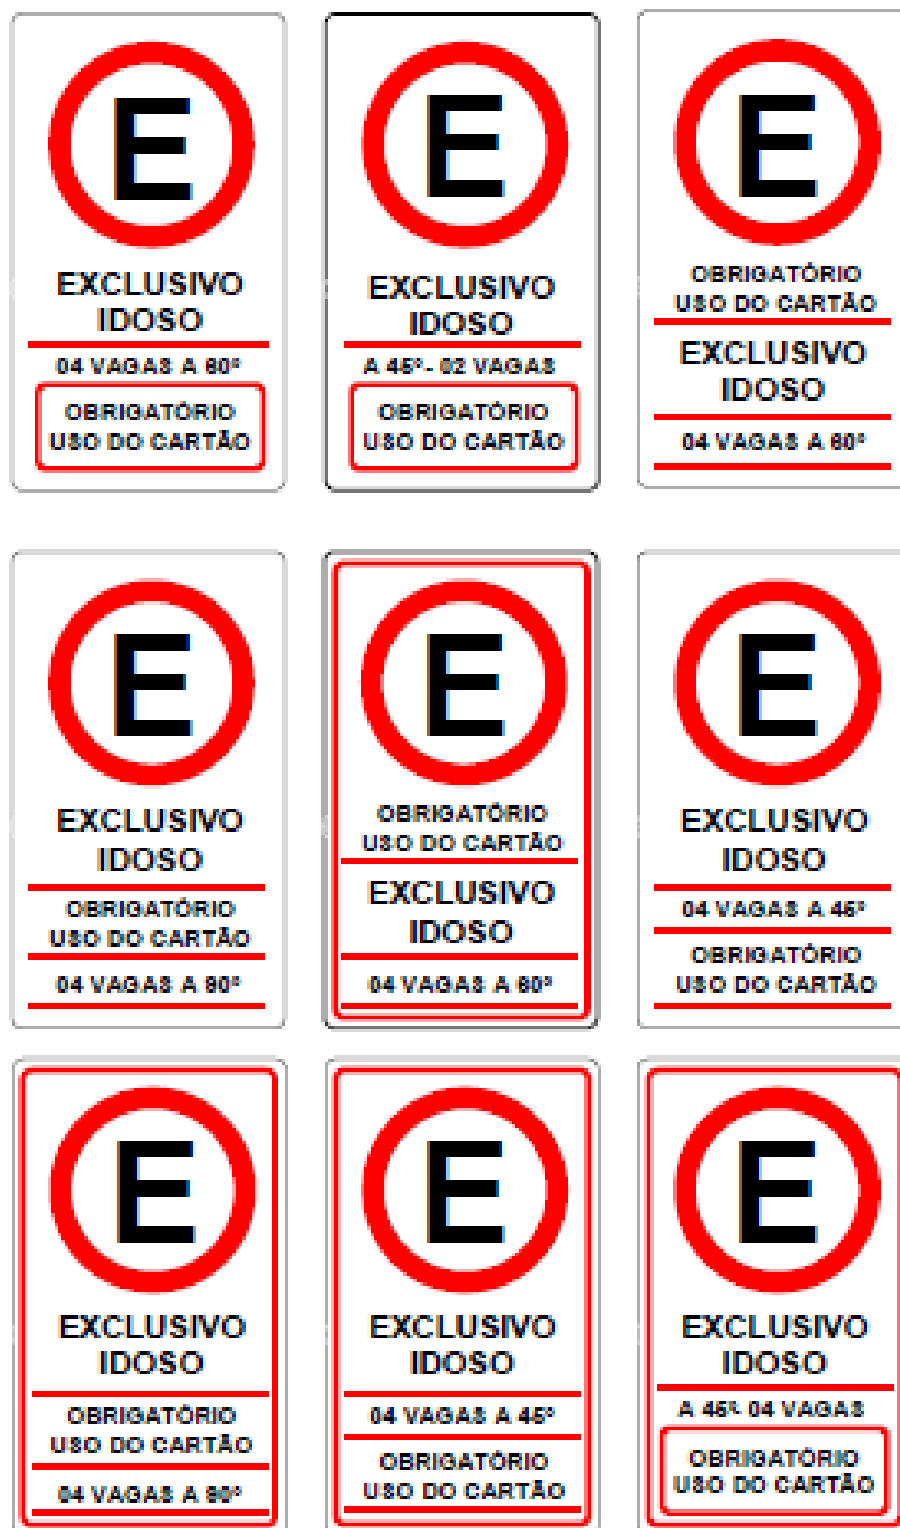 E
EXCLUSIVO
IDOSO
04 VAGAS A 60º
OBRIGATÓRIO
USO DO CARTÃO
E
EXCLUSIVO
IDOSO
A 45º- 02 VAGAS
OBRIGATÓRIO
USO DO CARTÃO
E
OBRIGATÓRIO
USO DO CARTÃO
EXCLUSIVO
IDOSO
04 VAGAS A 60º
E
EXCLUSIVO
IDOSO
OBRIGATÓRIO
USO DO CARTÃO
04 VAGAS A 90º
E
OBRIGATÓRIO
USO DO CARTÃO
EXCLUSIVO
IDOSO
04 VAGAS A 60º
E
EXCLUSIVO
IDOSO
04 VAGAS A 45º
OBRIGATÓRIO
USO DO CARTÃO
E
EXCLUSIVO
IDOSO
OBRIGATÓRIO
USO DO CARTÃO
04 VAGAS A 90º
E
EXCLUSIVO
IDOSO
04 VAGAS A 45º
OBRIGATÓRIO
USO DO CARTÃO
E
EXCLUSIVO
IDOSO
A 45º- 04 VAGAS
OBRIGATÓRIO
USO DO CARTÃO